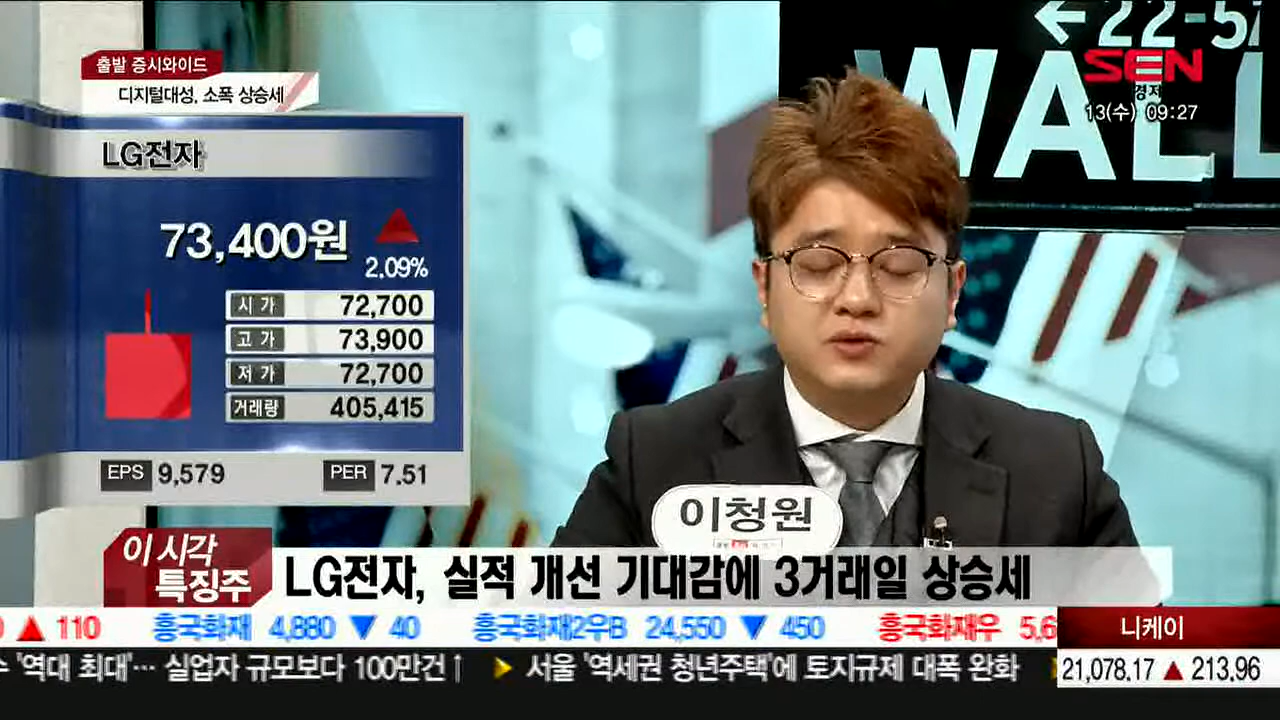 출발 증시와이드
디지털대성, 소폭 상승세
←22-57
WALL
SEN
경제
13(수) 09:27
LG전자
73,400원 ▲
2.09%
시가 72,700
고가 73,900
저가 72,700
거래량 405,415
EPS 9,579 PER 7.51
이청원
이 시각
특징주
LG전자, 실적 개선 기대감에 3거래일 상승세
0 ▲ 110 흥국화재 4,880 ▼ 40 흥국화재2우B 24,550 ▼ 450 흥국화재우 5,6
니케이
'역대 최대'… 실업자 규모보다 100만건↑ ▶ 서울 '역세권 청년주택'에 토지규제 대폭 완화
21,078.17 ▲ 213.96